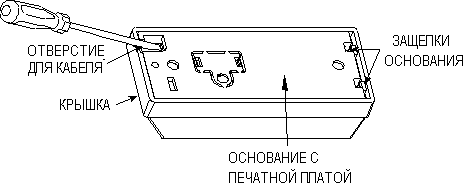 ОТВЕРСТИЕ
ДЛЯ КАБЕЛЯ
КРЫШКА
ЗАЩЕЛКИ
ОСНОВАНИЯ
ОСНОВАНИЕ С
ПЕЧАТНОЙ ПЛАТОЙ